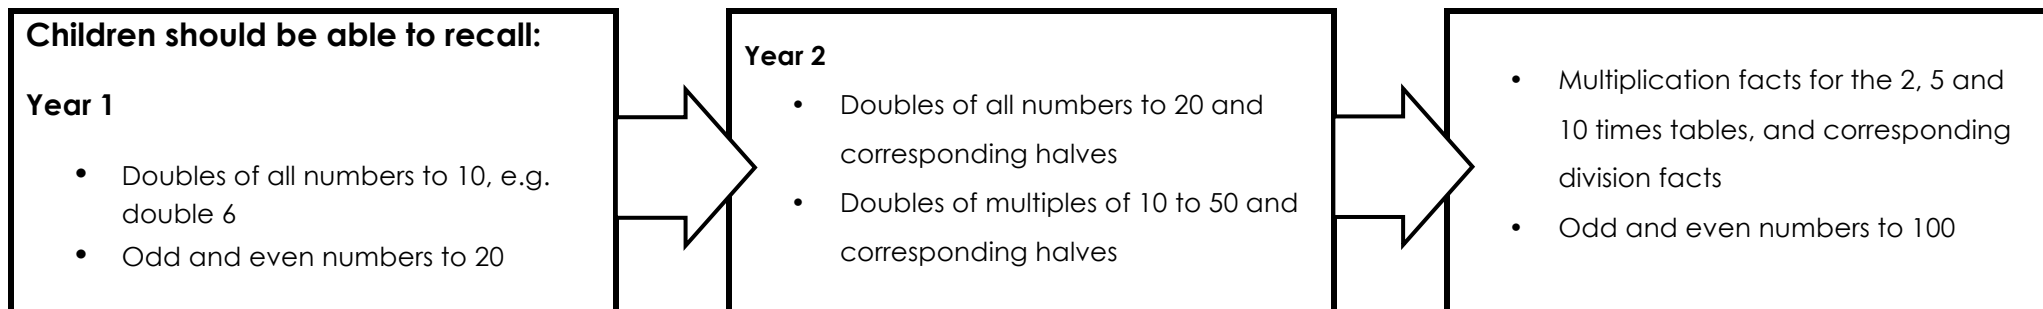 Children should be able to recall:
Year 1
• Doubles of all numbers to 10, e.g.
double 6
• Odd and even numbers to 20
Year 2
• Doubles of all numbers to 20 and
corresponding halves
• Doubles of multiples of 10 to 50 and
corresponding halves
• Multiplication facts for the 2, 5 and
10 times tables, and corresponding
division facts
• Odd and even numbers to 100